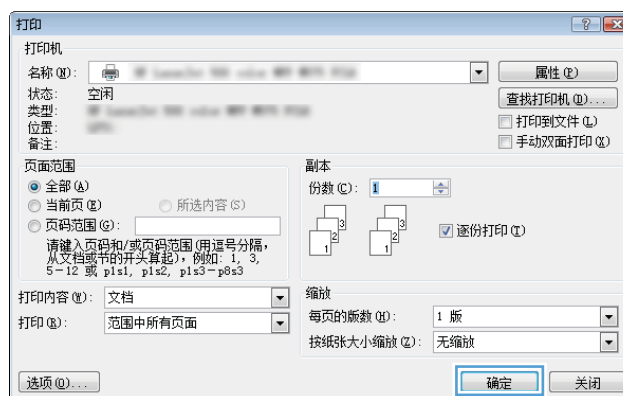 打印
打印机
名称(N):
属性(P)
状态: 空闲
查找打印机(D)...
类型:
位置:
打印到文件(L)
备注:
手动双面打印(X)
页面范围
全部(A)
当前页(E) 所选内容(S)
页码范围(G):
请键入页码和/或页码范围(用逗号分隔，
从文档或节的开头算起)，例如: 1, 3,
5-12 或 p1s1, p1s2, p1s3-p8s3
副本
份数(C): 1
3 3
2 2
1 1
逐份打印(T)
打印内容(W): 文档
打印(R): 范围中所有页面
缩放
每页的版数(H): 1 版
按纸张大小缩放(Z): 无缩放
选项(O)... 确定 关闭